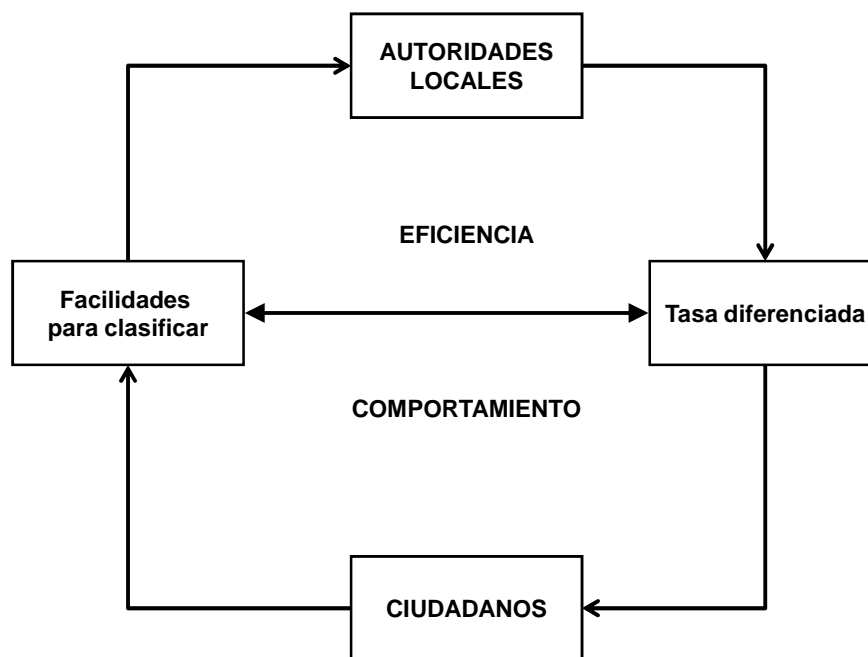 AUTORIDADES
LOCALES
EFICIENCIA
Facilidades
para clasificar
Tasa diferenciada
COMPORTAMIENTO
CIUDADANOS